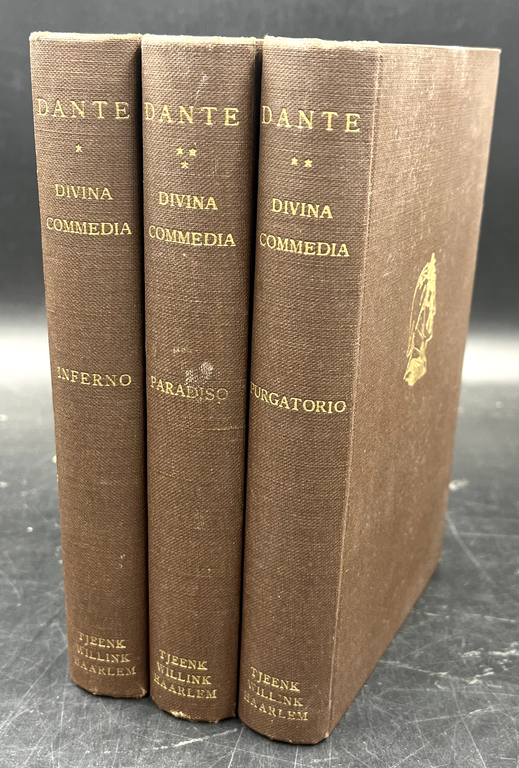 DANTE
*
DIVINA
COMMEDIA
INFERNO
TJEENK
WILLINK
HAARLEM
DANTE
**
*
DIVINA
COMMEDIA
PARADISO
TJEENK
WILLINK
HAARLEM
DANTE
**
DIVINA
COMMEDIA
PURGATORIO
TJEENK
WILLINK
HAARLEM